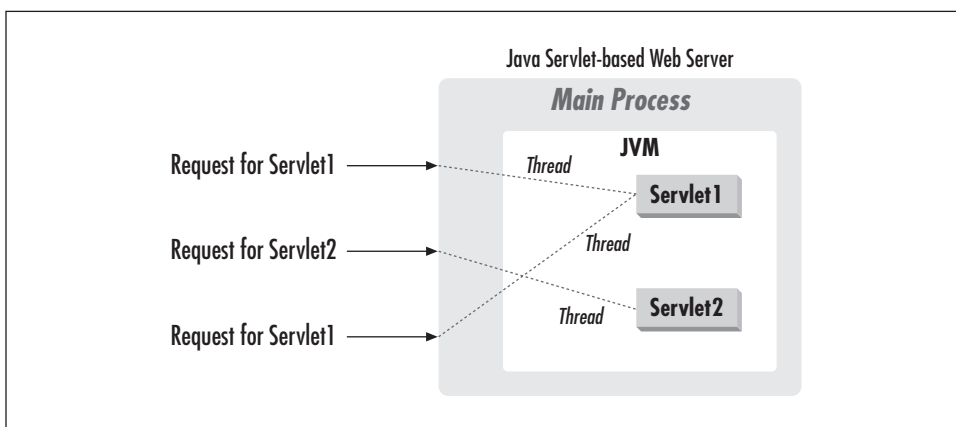 Java Servlet-based Web Server
Main Process
JVM
Request for Servlet1
Thread
Servlet1
Thread
Request for Servlet2
Thread
Servlet2
Request for Servlet1